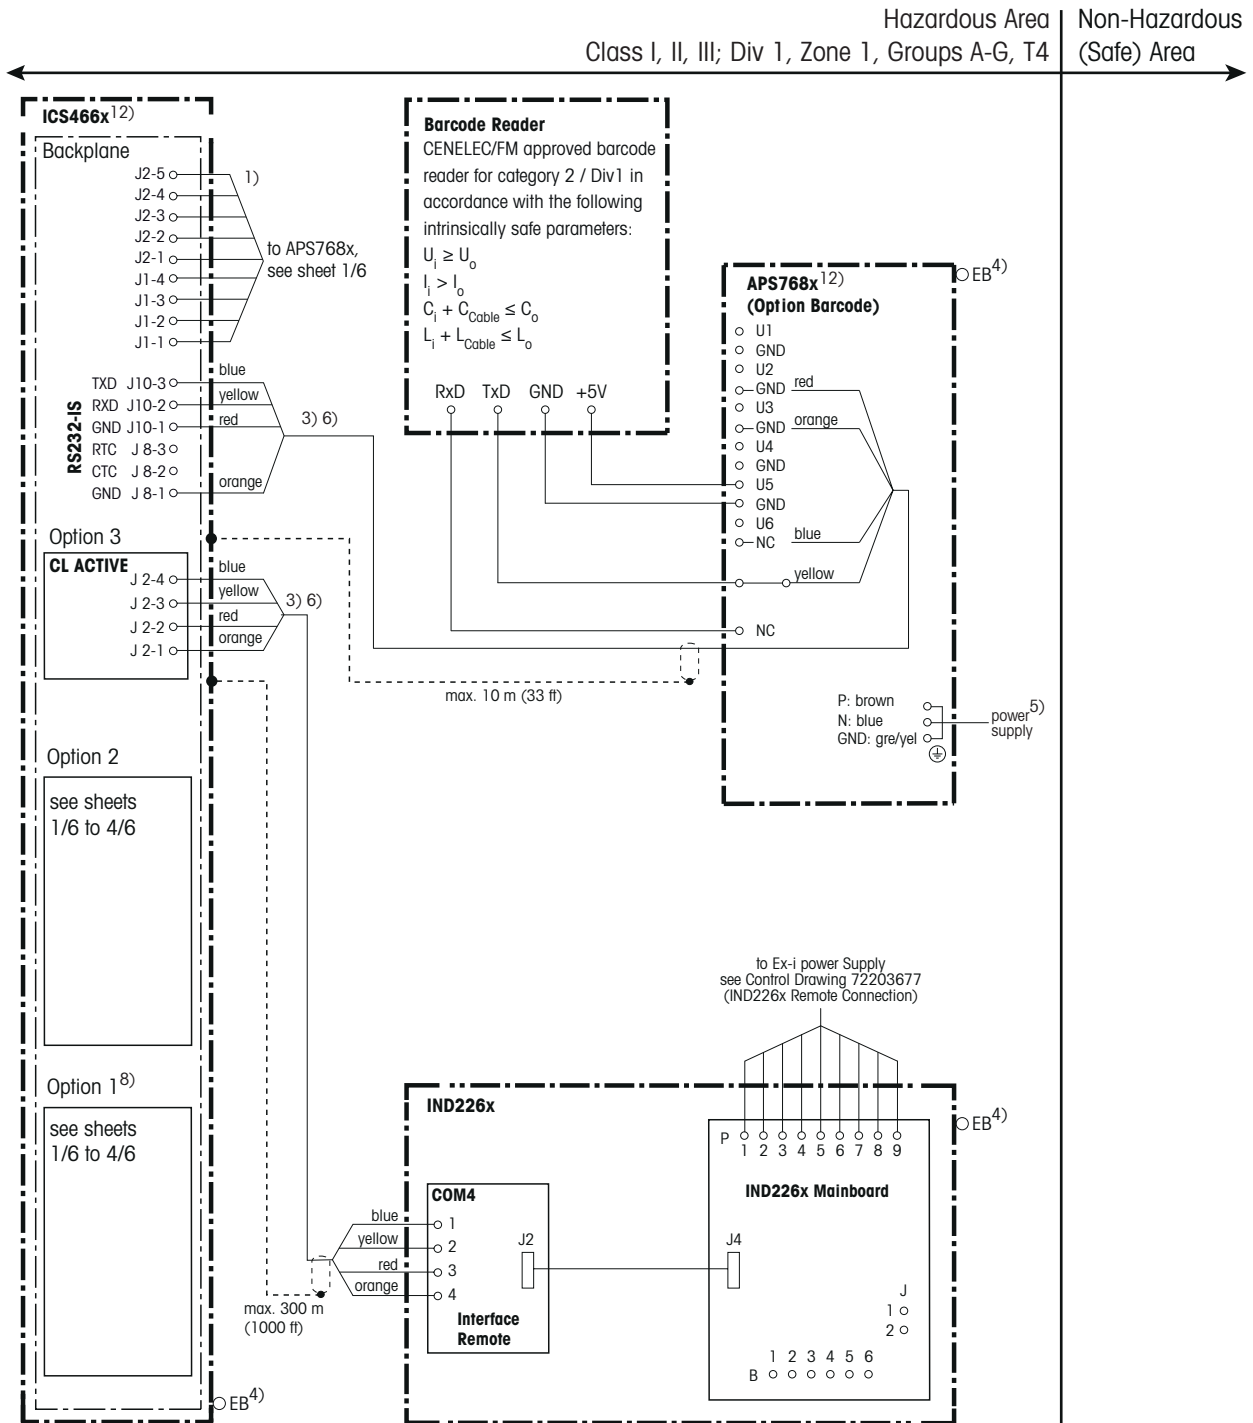 Hazardous Area
Class I, II, III; Div 1, Zone 1, Groups A-G, T4
Non-Hazardous
(Safe) Area
ICS466x12)
Backplane
J2-5
J2-4
J2-3
J2-2
J2-1
J1-4
J1-3
J1-2
J1-1
1)
to APS768x,
see sheet 1/6
RS232-IS
TXD J10-3 blue
RXD J10-2 yellow
GND J10-1 red
RTC J 8-3
CTC J 8-2
GND J 8-1 orange
3) 6)
Option 3
CL ACTIVE
J 2-4 blue
J 2-3 yellow
J 2-2 red
J 2-1 orange
3) 6)
Option 2
see sheets
1/6 to 4/6
Option 18)
see sheets
1/6 to 4/6
EB4)
Barcode Reader
CENELEC/FM approved barcode
reader for category 2 / Div1 in
accordance with the following
intrinsically safe parameters:
Ui ≥ Uo
Ii > Io
Ci + CCable ≤ Co
Li + LCable ≤ Lo
RxD TxD GND +5V
max. 10 m (33 ft)
APS768x12)
(Option Barcode)
EB4)
U1
GND
U2
GND red
U3
GND orange
U4
GND
U5
GND
U6
NC blue
yellow
NC
P: brown
N: blue
GND: gre/yel
power5)
supply
to Ex-i power Supply
see Control Drawing 72203677
(IND226x Remote Connection)
IND226x
EB4)
P
1 2 3 4 5 6 7 8 9
IND226x Mainboard
COM4
blue 1
yellow 2
red 3
orange 4
J2
J4
Interface
Remote
max. 300 m
(1000 ft)
J
1
2
1 2 3 4 5 6
B